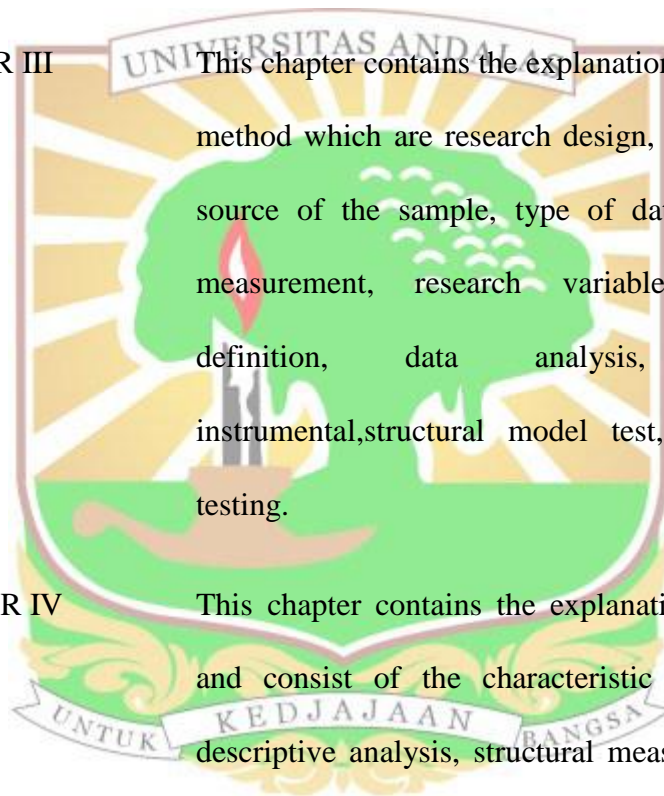 UNIVERSITAS ANDALAS
R III This chapter contains the explanation
method which are research design,
source of the sample, type of dat
measurement, research variable
definition, data analysis,
instrumental,structural model test,
testing.
R IV This chapter contains the explanati
and consist of the characteristic
UNTUK KEDJAJAAN BANGSA
descriptive analysis, structural meas